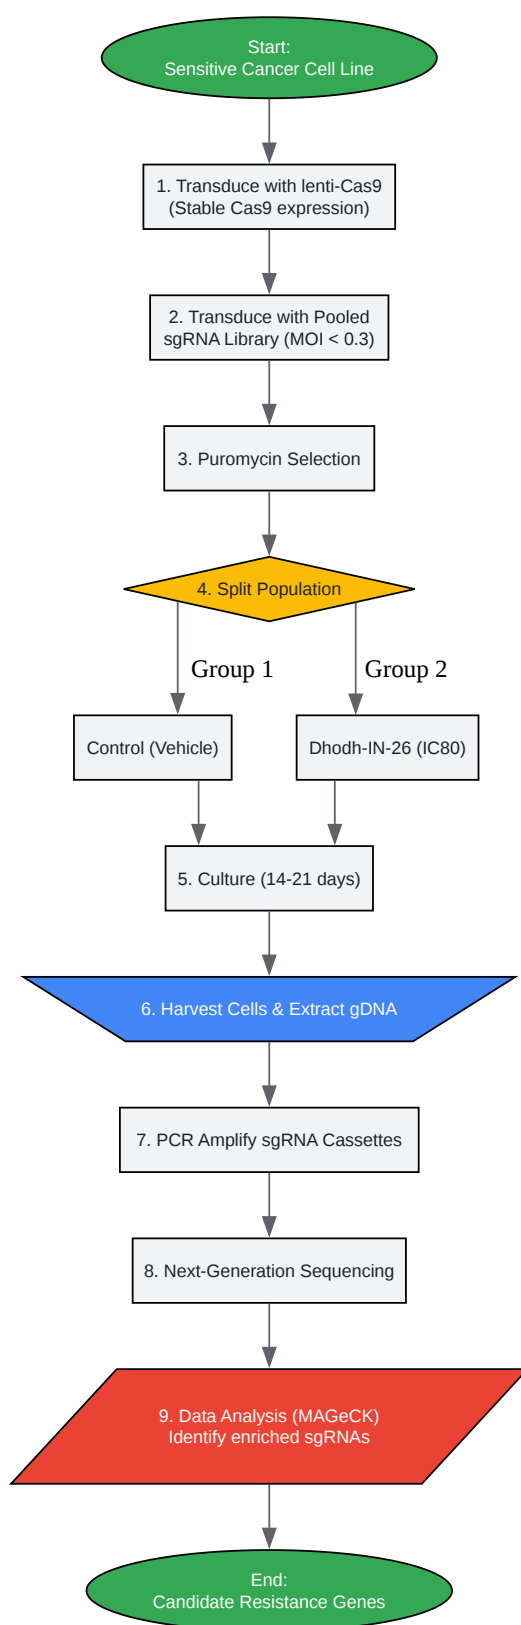 Start:
Sensitive Cancer Cell Line
1. Transduce with lenti-Cas9
(Stable Cas9 expression)
2. Transduce with Pooled
sgRNA Library (MOI < 0.3)
3. Puromycin Selection
4. Split Population
Group 1
Group 2
Control (Vehicle)
Dhodh-IN-26 (IC80)
5. Culture (14-21 days)
6. Harvest Cells & Extract gDNA
7. PCR Amplify sgRNA Cassettes
8. Next-Generation Sequencing
9. Data Analysis (MAGeCK)
Identify enriched sgRNAs
End:
Candidate Resistance Genes